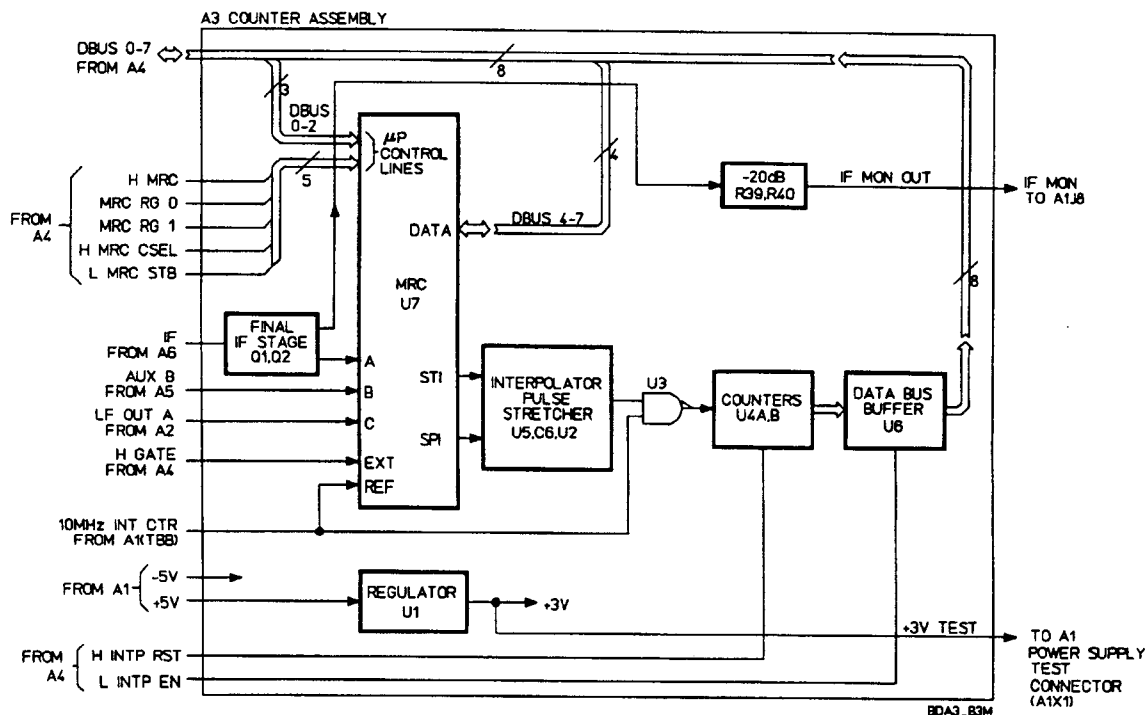 A3 COUNTER ASSEMBLY
DBUS 0-7
FROM A4
8
3
DBUS
0-2
µP
CONTROL
LINES
5
4
-20dB
R39,R40
IF MON OUT
IF MON
TO A1J8
FROM
A4
H MRC
MRC RG 0
MRC RG 1
H MRC CSEL
L MRC STB
DATA
DBUS 4-7
MRC
U7
8
IF
FROM A6
FINAL
IF STAGE
Q1,Q2
A
AUX B
FROM A5
B
LF OUT A
FROM A2
C
H GATE
FROM A4
EXT
REF
STI
SPI
INTERPOLATOR
PULSE
STRETCHER
U5,C6,U2
U3
COUNTERS
U4A,B
DATA BUS
BUFFER
U6
10MHz INT CTR
FROM A1(TBB)
FROM A1
-5V
+5V
REGULATOR
U1
+3V
+3V TEST
TO A1
POWER SUPPLY
TEST
CONNECTOR
(A1X1)
FROM
A4
H INTP RST
L INTP EN
BDA3_B3M